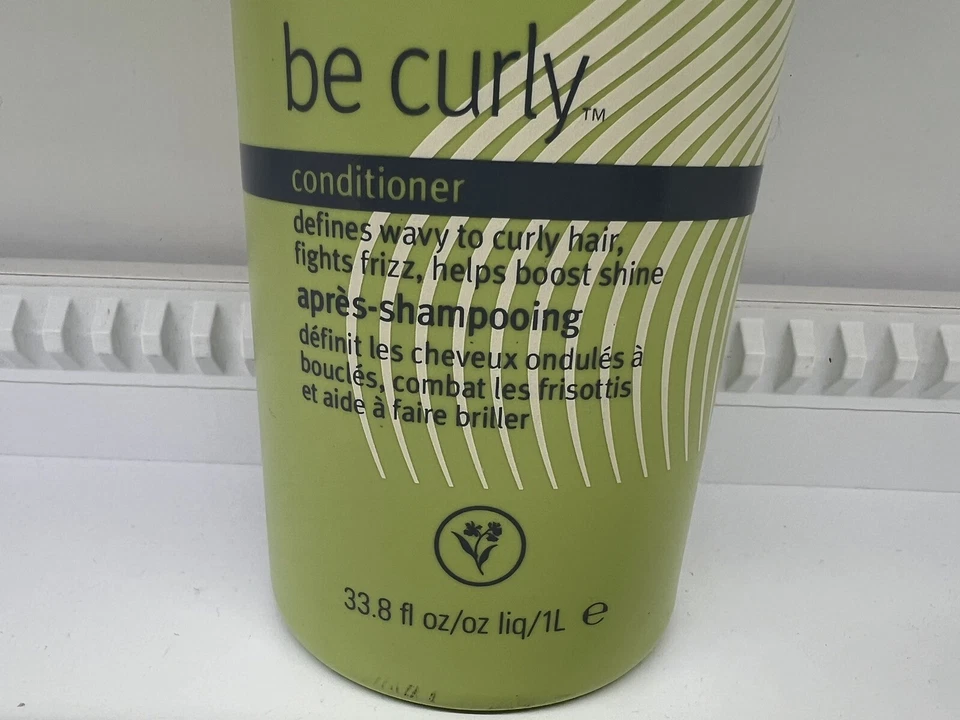 be curly™
conditioner
defines wavy to curly hair,
fights frizz, helps boost shine
après-shampooing
définit les cheveux ondulés à
bouclés, combat les frisottis
et aide à faire briller
33.8 fl oz/oz liq/1L ℮